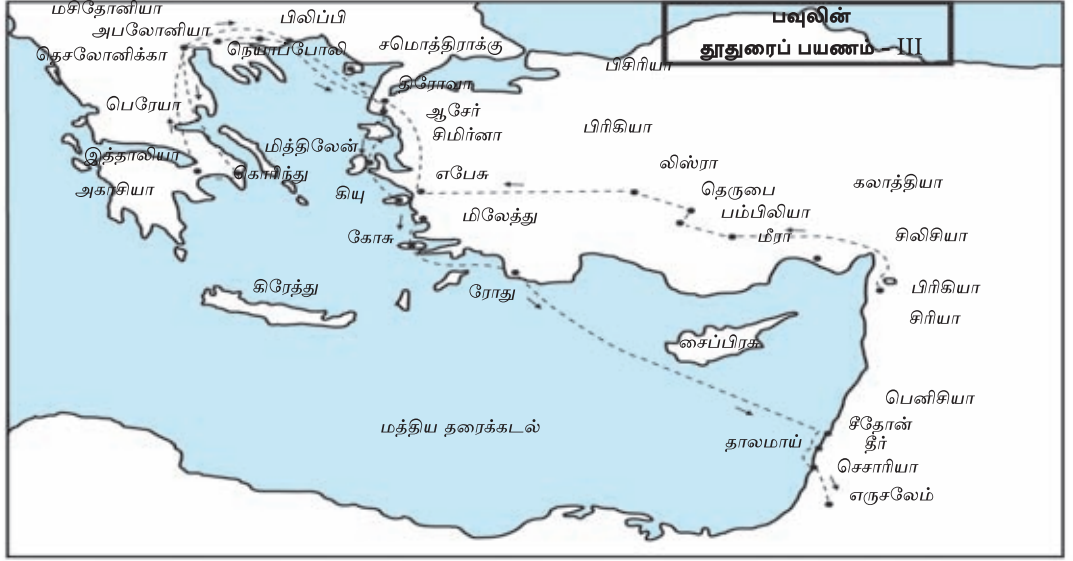 பவுலின்
தூதுரைப் பயணம் - III
மசிதோனியா
பிலிப்பி
அபலோனியா
தெசலோனிக்கா
நெயாப்போலி
சமொத்திராக்கு
பிசிரியா
திரோவா
பெரேயா
ஆசேர்
சிமிர்னா
பிரிகியா
இத்தாலியா
மித்திலேன்
லிஸ்ரா
கொரிந்து
எபேசு
அகாசியா
கியு
தெருபை
கலாத்தியா
மிலேத்து
பம்பிலியா
கோசு
மீரா
சிலிசியா
கிரேத்து
ரோது
பிரிகியா
சிரியா
சைப்பிரசு
பெனிசியா
மத்திய தரைக்கடல்
சீதோன்
தாலமாய்
தீர்
செசாரியா
எருசலேம்